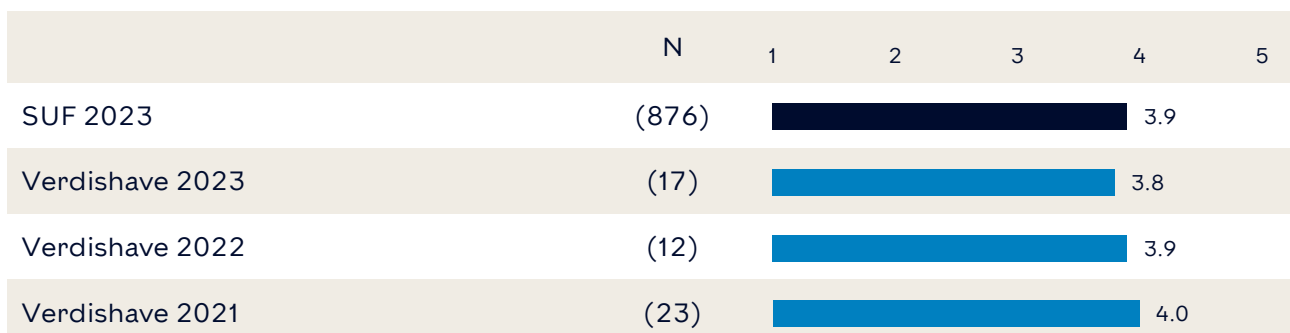 N 1 2 3 4 5
SUF 2023 (876) 3.9
Verdishave 2023 (17) 3.8
Verdishave 2022 (12) 3.9
Verdishave 2021 (23) 4.0